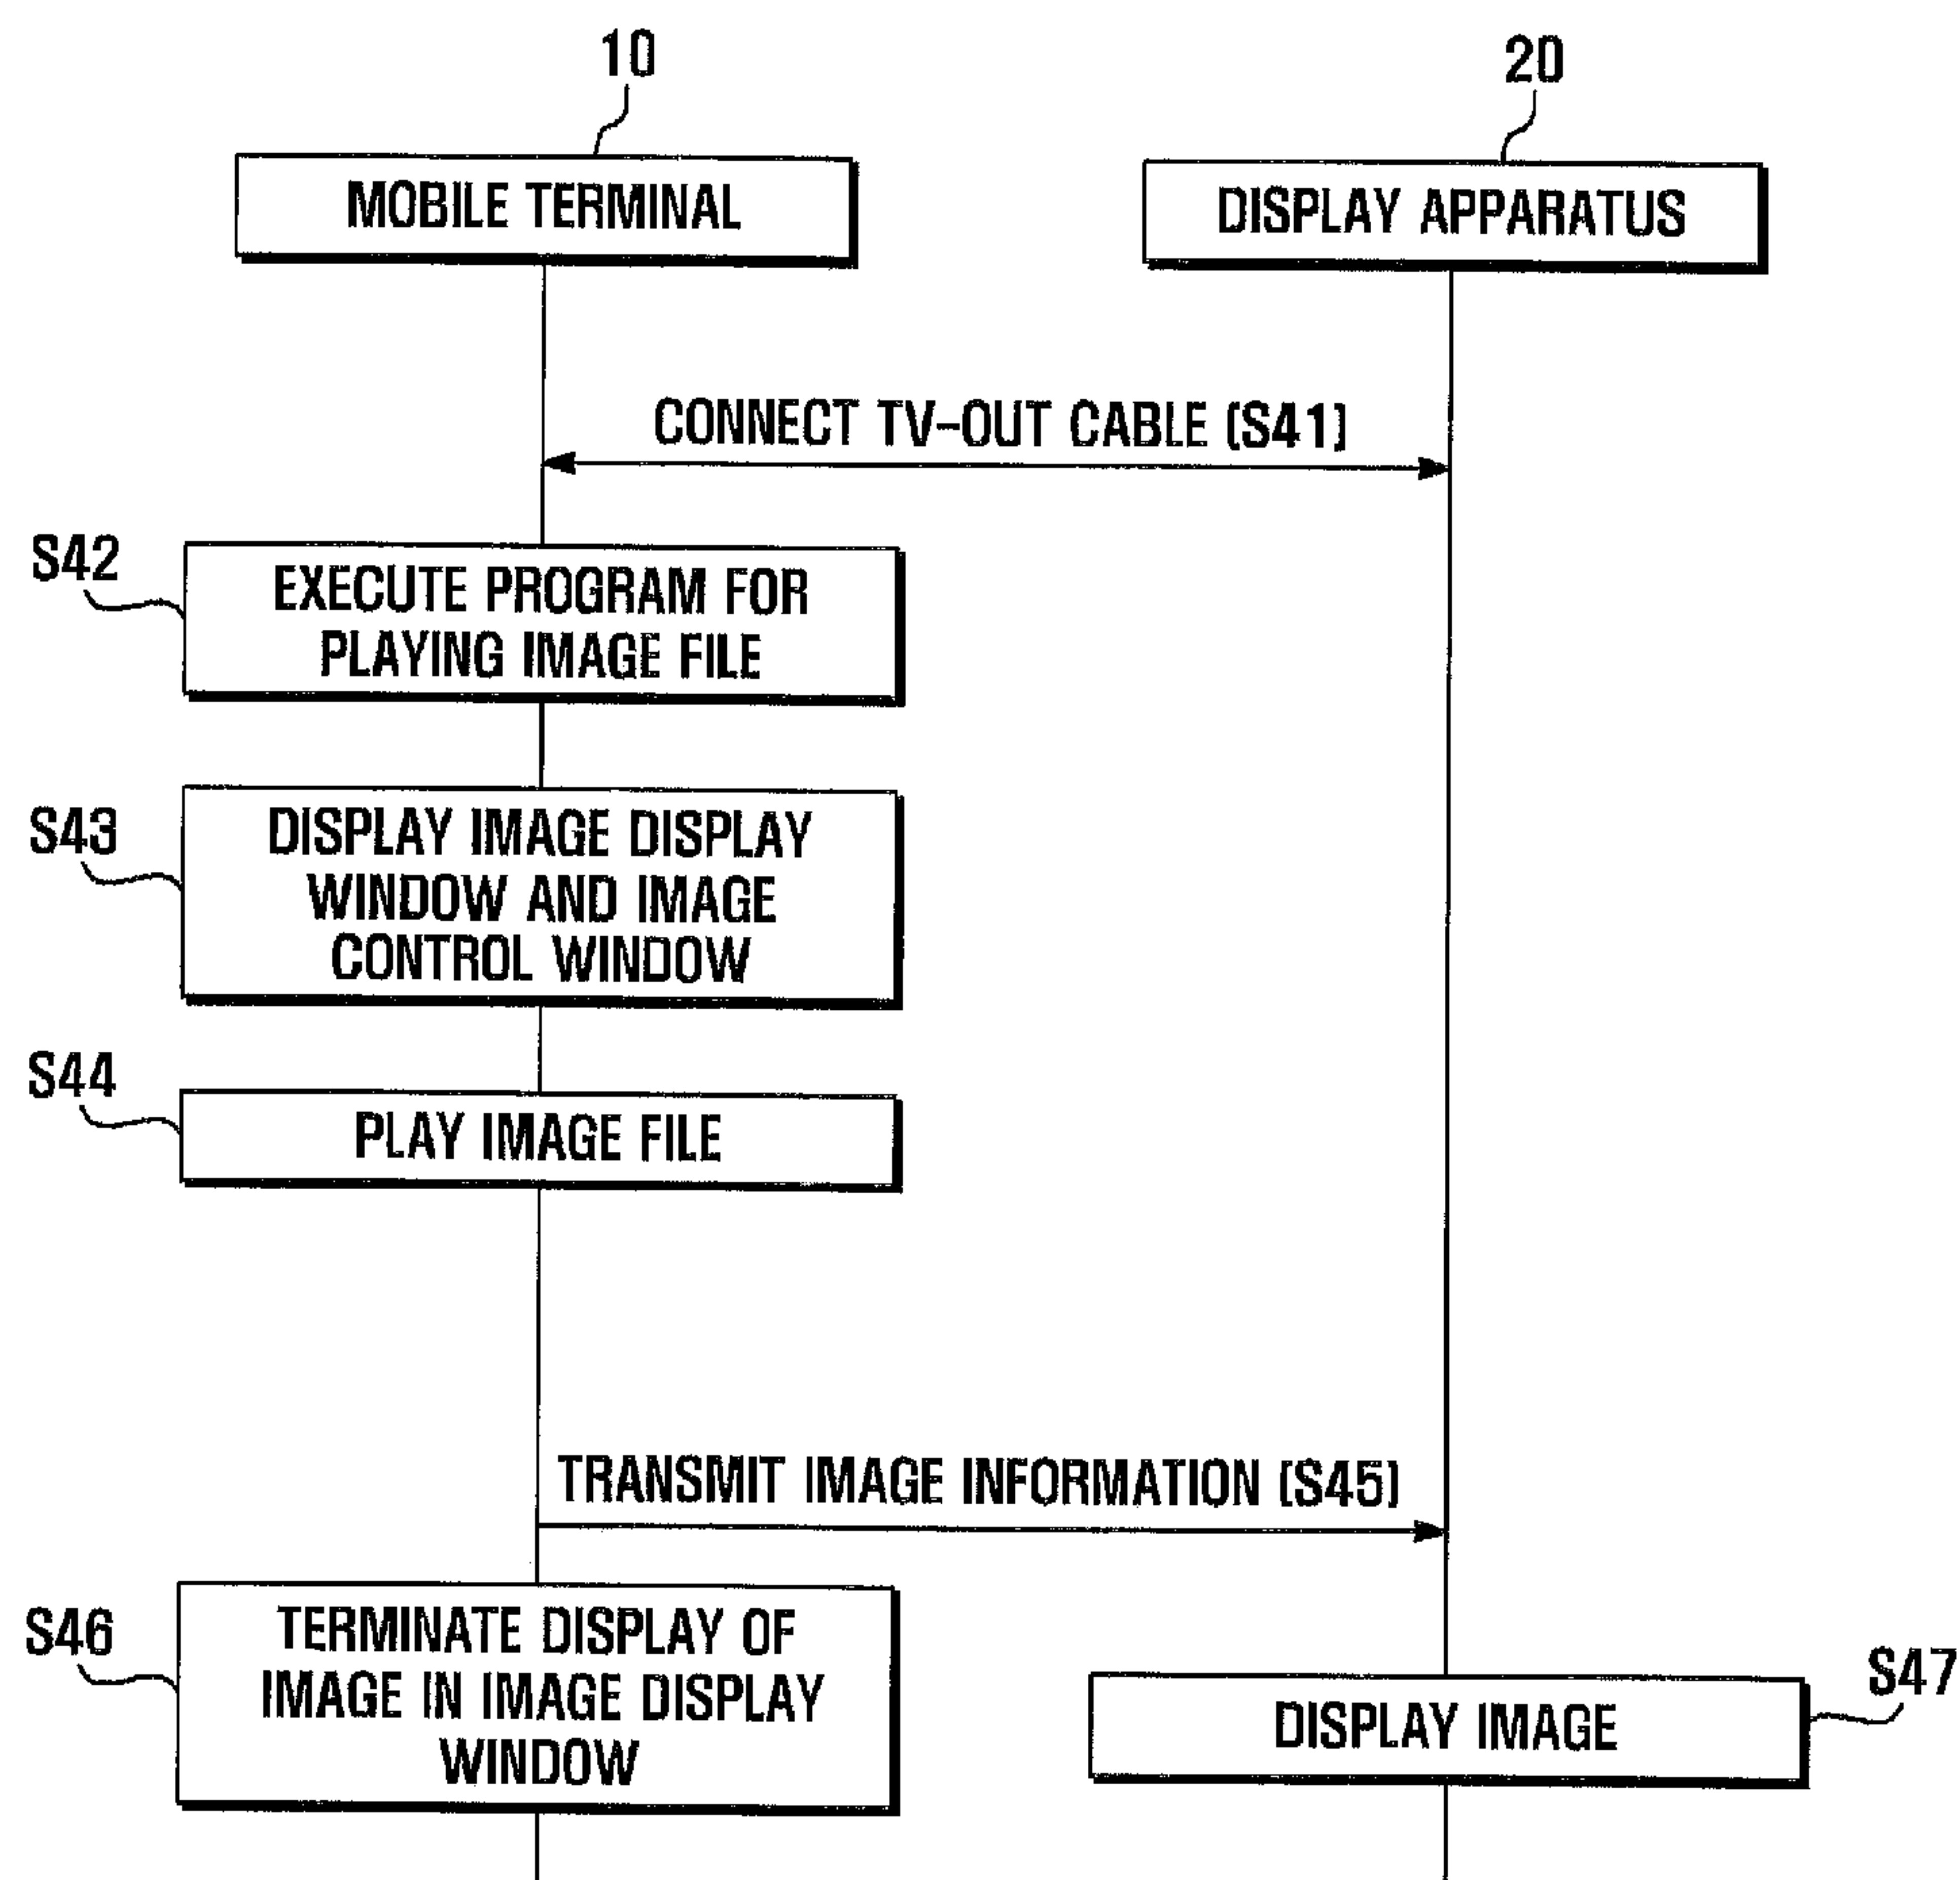 10
20
MOBILE TERMINAL
DISPLAY APPARATUS
CONNECT TV-OUT CABLE (S41)
S42
EXECUTE PROGRAM FOR
PLAYING IMAGE FILE
S43
DISPLAY IMAGE DISPLAY
WINDOW AND IMAGE
CONTROL WINDOW
S44
PLAY IMAGE FILE
TRANSMIT IMAGE INFORMATION (S45)
S46
TERMINATE DISPLAY OF
IMAGE IN IMAGE DISPLAY
WINDOW
S47
DISPLAY IMAGE